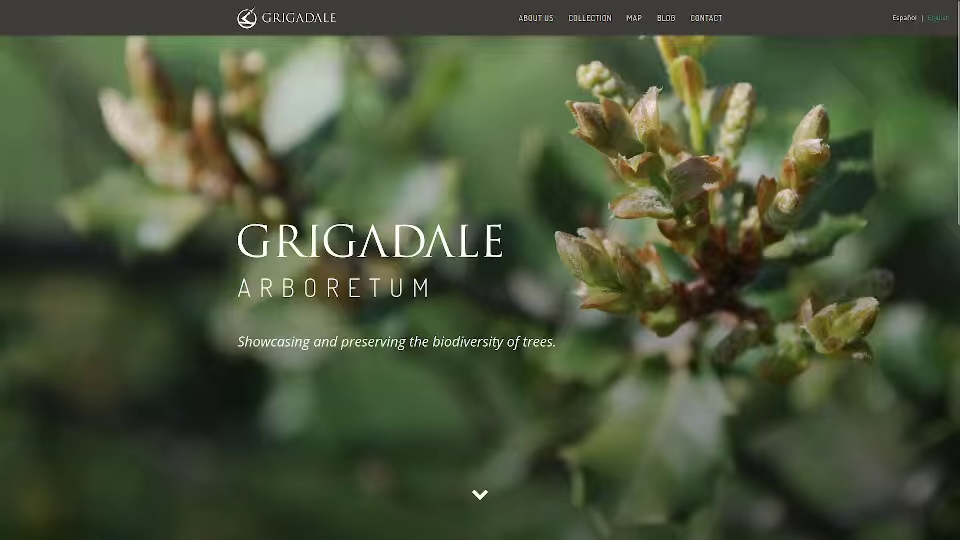 GRIGADALE
ABOUT US COLLECTION MAP BLOG CONTACT
Español | English
GRIGADALE
ARBORETUM
Showcasing and preserving the biodiversity of trees.